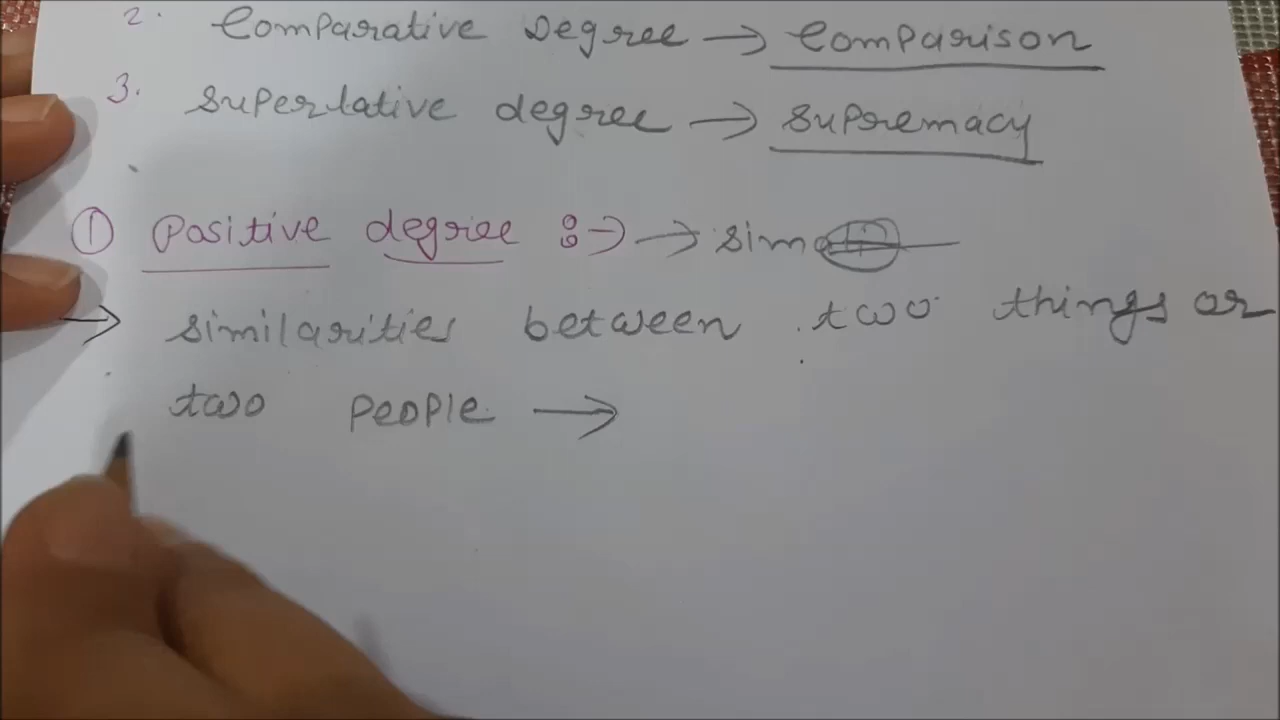 2. Comparative Degree → Comparison
3. Superlative degree → Supremacy
① Positive degree :-) → sim
→ similarities between two things or
two people →